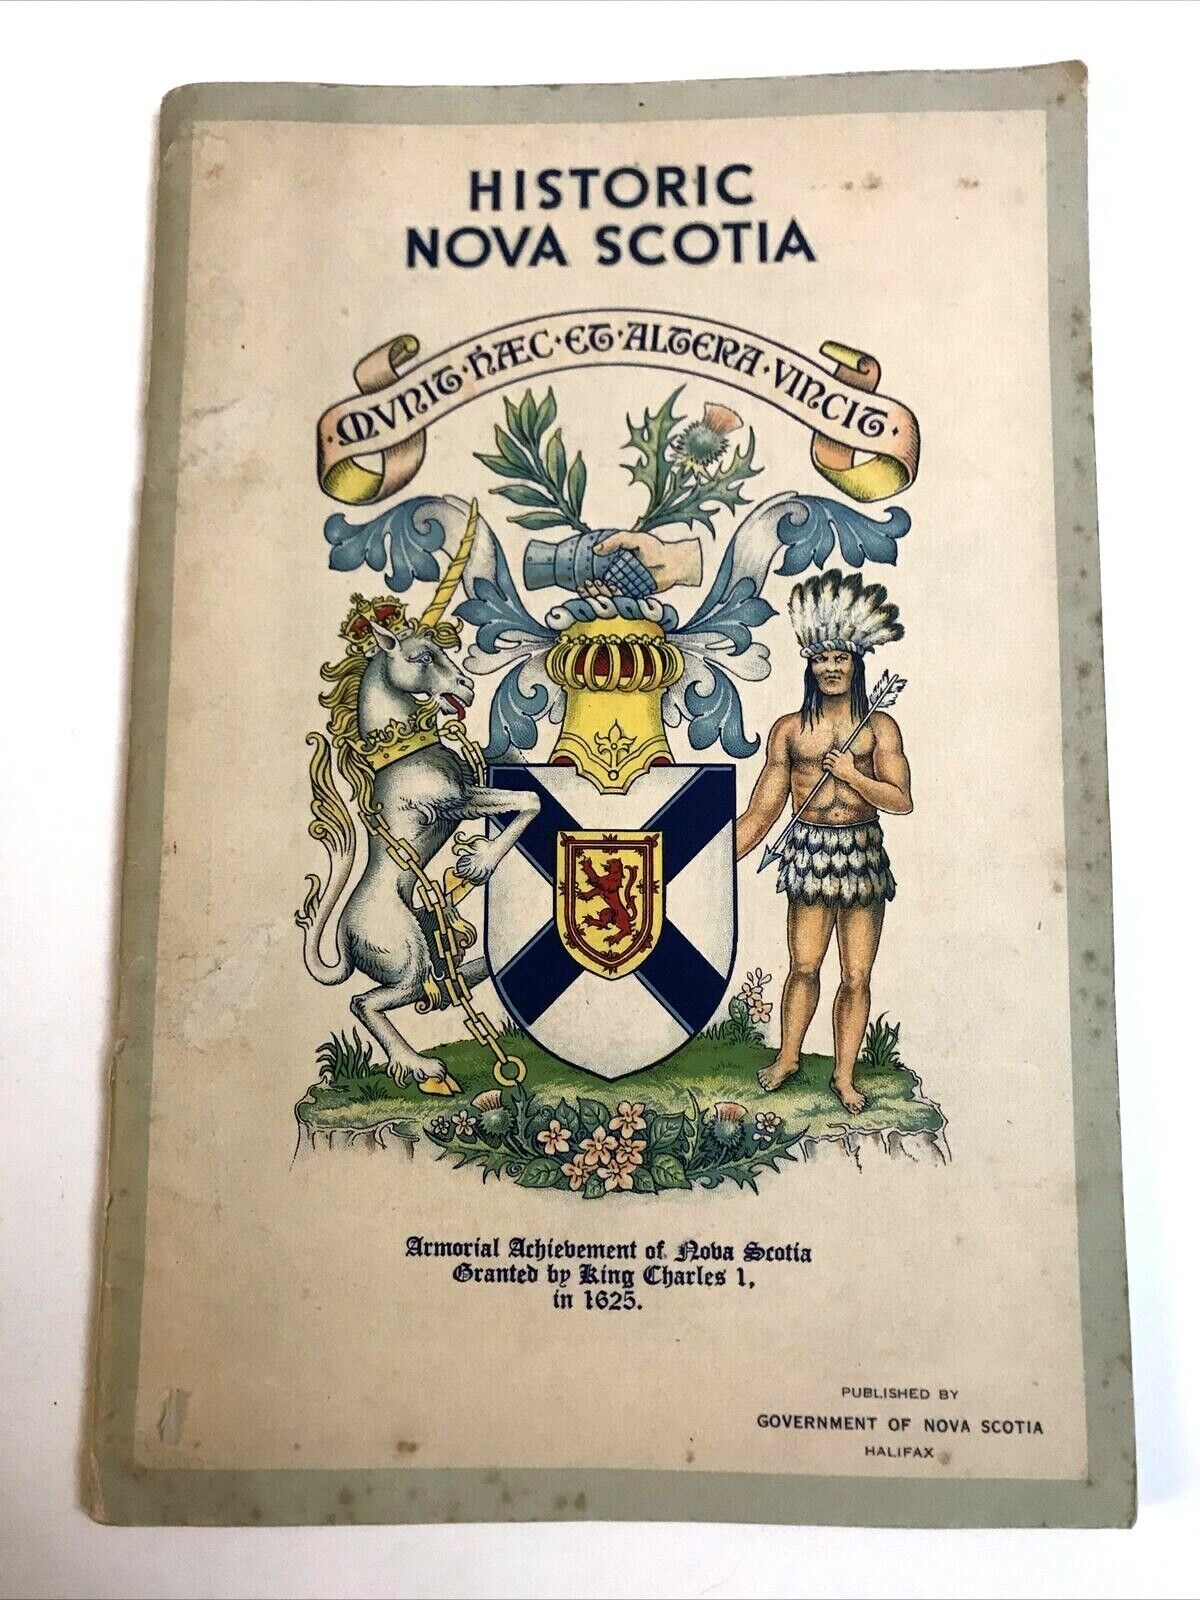 HISTORIC
NOVA SCOTIA
·MVNIT·HÆC·ET·ALTERA·VINCIT·
Armorial Achievement of Nova Scotia
Granted by King Charles 1,
in 1625.
PUBLISHED BY
GOVERNMENT OF NOVA SCOTIA
HALIFAX